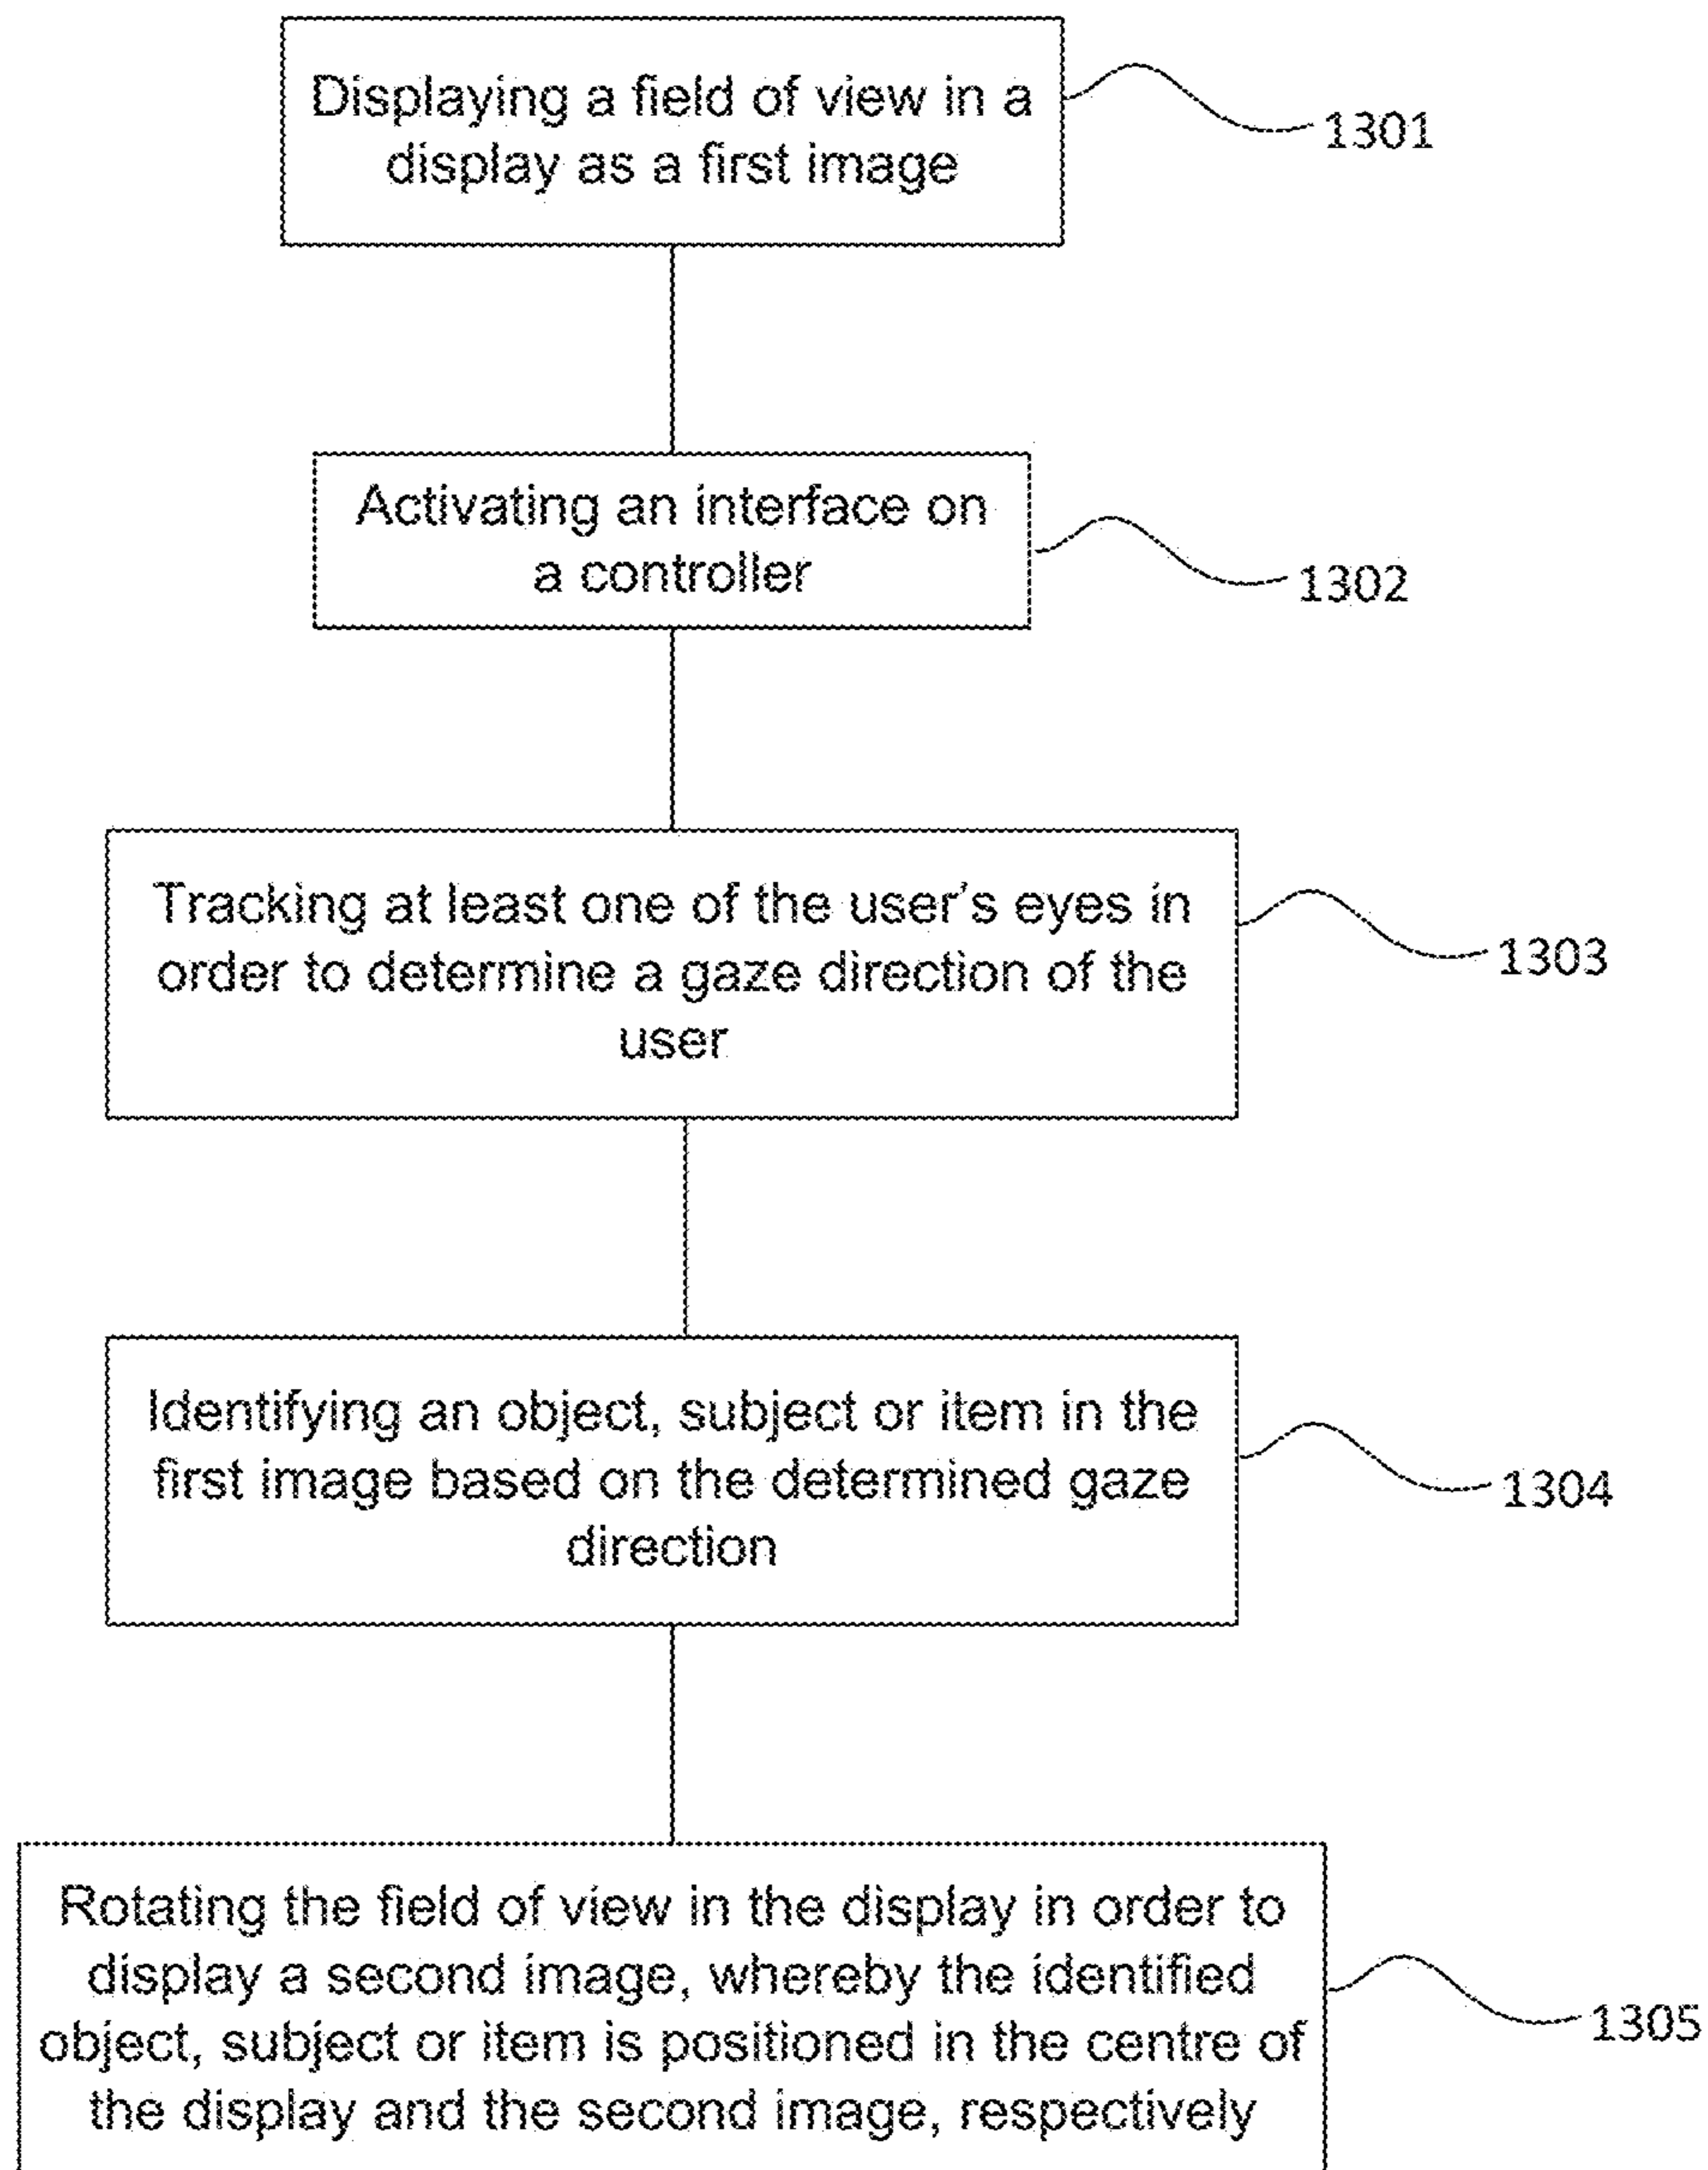 Displaying a field of view in a
display as a first image
1301
Activating an interface on
a controller
1302
Tracking at least one of the user's eyes in
order to determine a gaze direction of the
user
1303
Identifying an object, subject or item in the
first image based on the determined gaze
direction
1304
Rotating the field of view in the display in order to
display a second image, whereby the identified
object, subject or item is positioned in the centre of
the display and the second image, respectively
1305